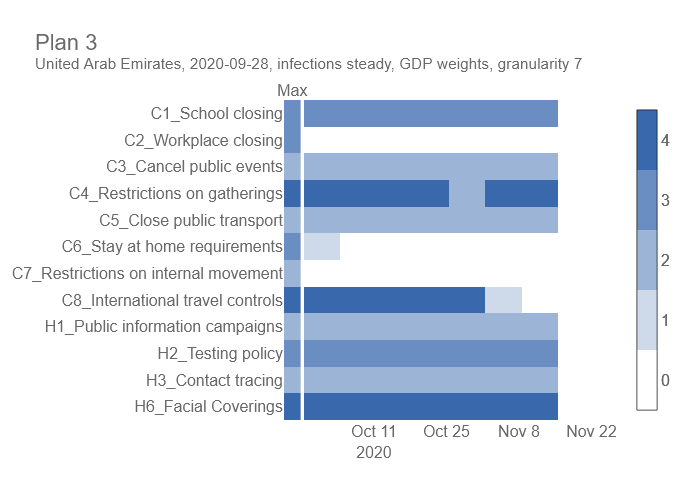 Plan 3
United Arab Emirates, 2020-09-28, infections steady, GDP weights, granularity 7
Max
C1_School closing
C2_Workplace closing
C3_Cancel public events
C4_Restrictions on gatherings
C5_Close public transport
C6_Stay at home requirements
C7_Restrictions on internal movement
C8_International travel controls
H1_Public information campaigns
H2_Testing policy
H3_Contact tracing
H6_Facial Coverings
Oct 11 Oct 25 Nov 8 Nov 22
2020
4
3
2
1
0